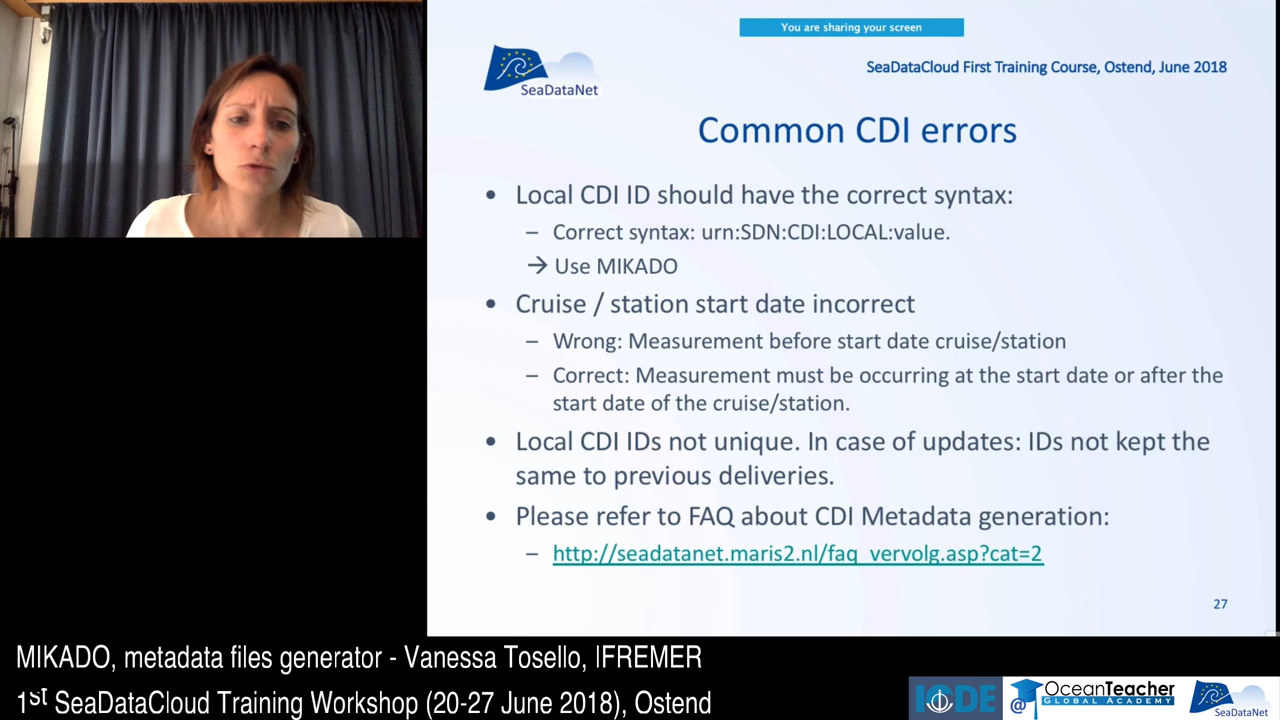 You are sharing your screen
SeaDataNet
SeaDataCloud First Training Course, Ostend, June 2018
Common CDI errors
• Local CDI ID should have the correct syntax:
– Correct syntax: urn:SDN:CDI:LOCAL:value.
→ Use MIKADO
• Cruise / station start date incorrect
– Wrong: Measurement before start date cruise/station
– Correct: Measurement must be occurring at the start date or after the
start date of the cruise/station.
• Local CDI IDs not unique. In case of updates: IDs not kept the
same to previous deliveries.
• Please refer to FAQ about CDI Metadata generation:
– http://seadatanet.maris2.nl/faq_vervolg.asp?cat=2
27
MIKADO, metadata files generator - Vanessa Tosello, IFREMER
1st SeaDataCloud Training Workshop (20-27 June 2018), Ostend
IODE
@
OceanTeacher
GLOBAL ACADEMY
SeaDataNet